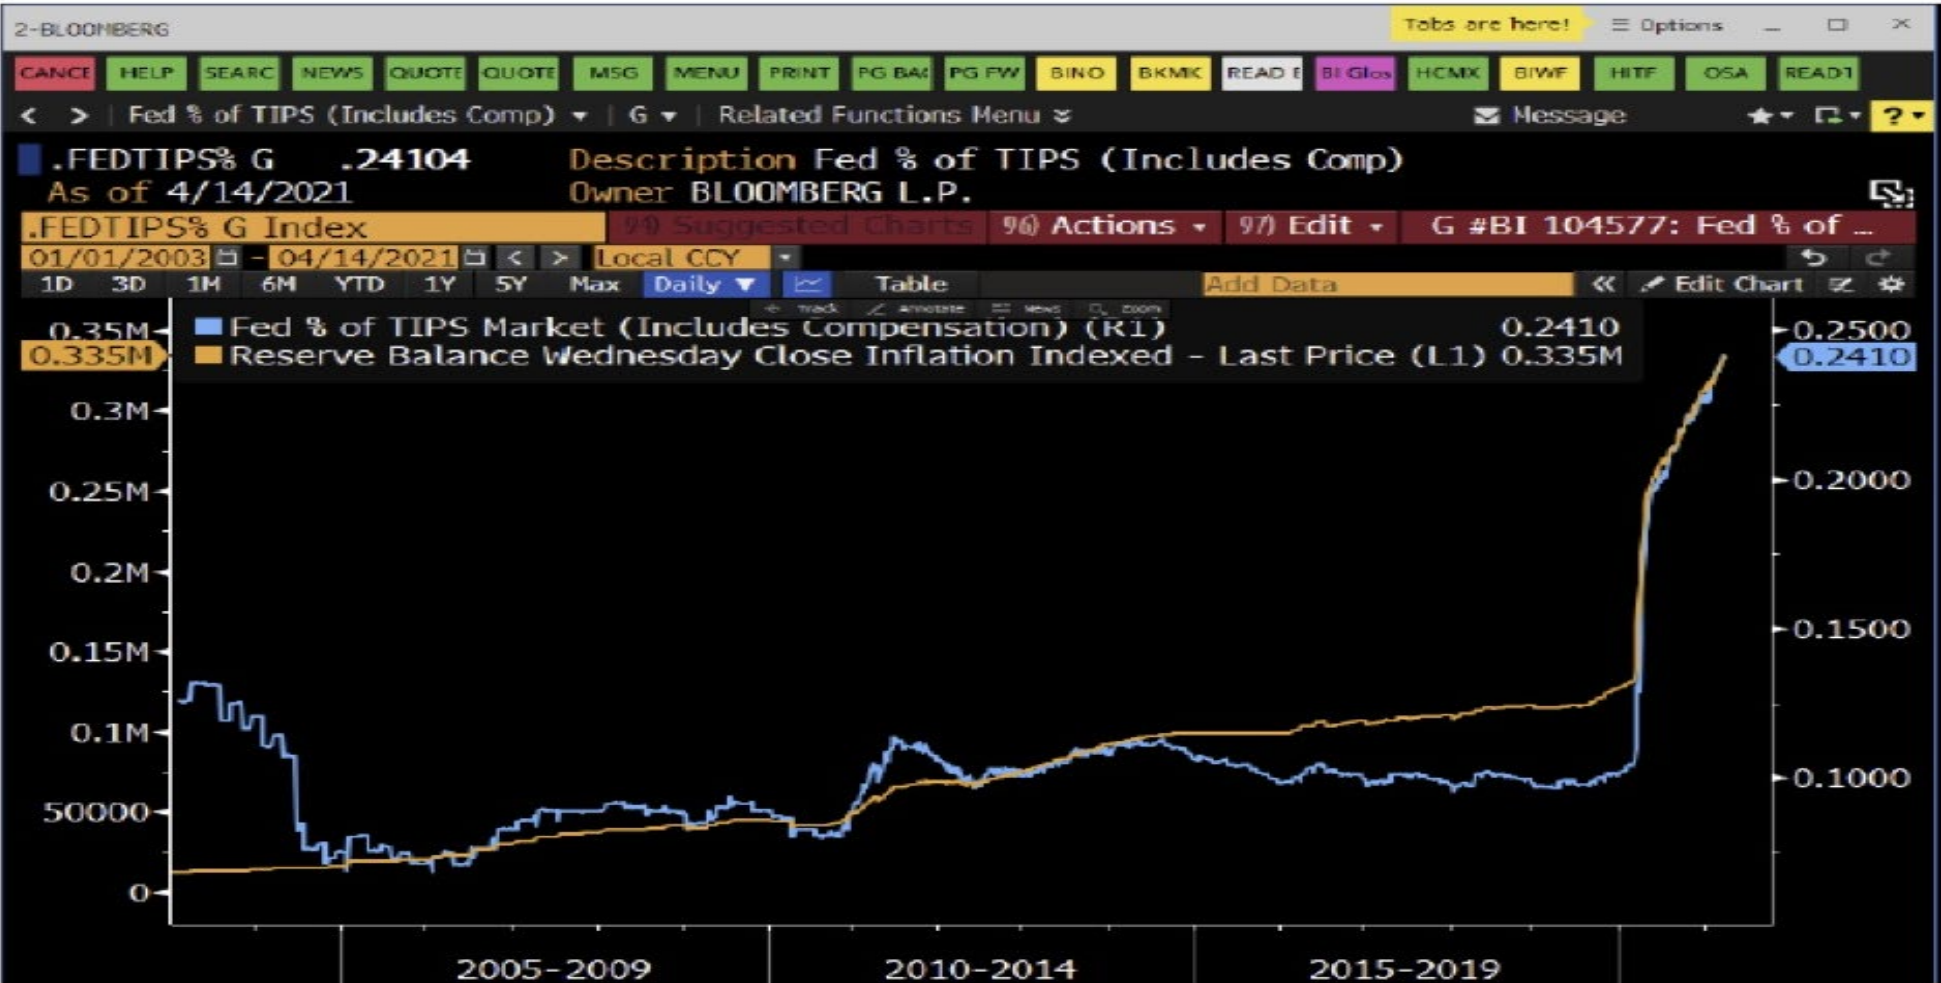 2-BLOOMBERG Tabs are here! Options
CANCE HELP SEARC NEWS QUOTE QUOTE MSG MENU PRINT PG BAC PG FW BINO BKMK READ E BI Glos HCMX BIWF HITF OSA READ1
< > Fed % of TIPS (Includes Comp) G Related Functions Menu Message ?
.FEDTIPS% G .24104 Description Fed % of TIPS (Includes Comp)
As of 4/14/2021 Owner BLOOMBERG L.P.
.FEDTIPS% G Index 94) Suggested Charts 96) Actions 97) Edit G #BI 104577: Fed % of ...
01/01/2003 - 04/14/2021 < > Local CCY
1D 3D 1M 6M YTD 1Y 5Y Max Daily Table Add Data « Edit Chart
Track Annotate News Zoom
0.35M Fed % of TIPS Market (Includes Compensation) (R1) 0.2410 0.2500
0.335M Reserve Balance Wednesday Close Inflation Indexed - Last Price (L1) 0.335M 0.2410
0.3M
0.25M 0.2000
0.2M
0.15M 0.1500
0.1M
50000 0.1000
0
2005-2009 2010-2014 2015-2019